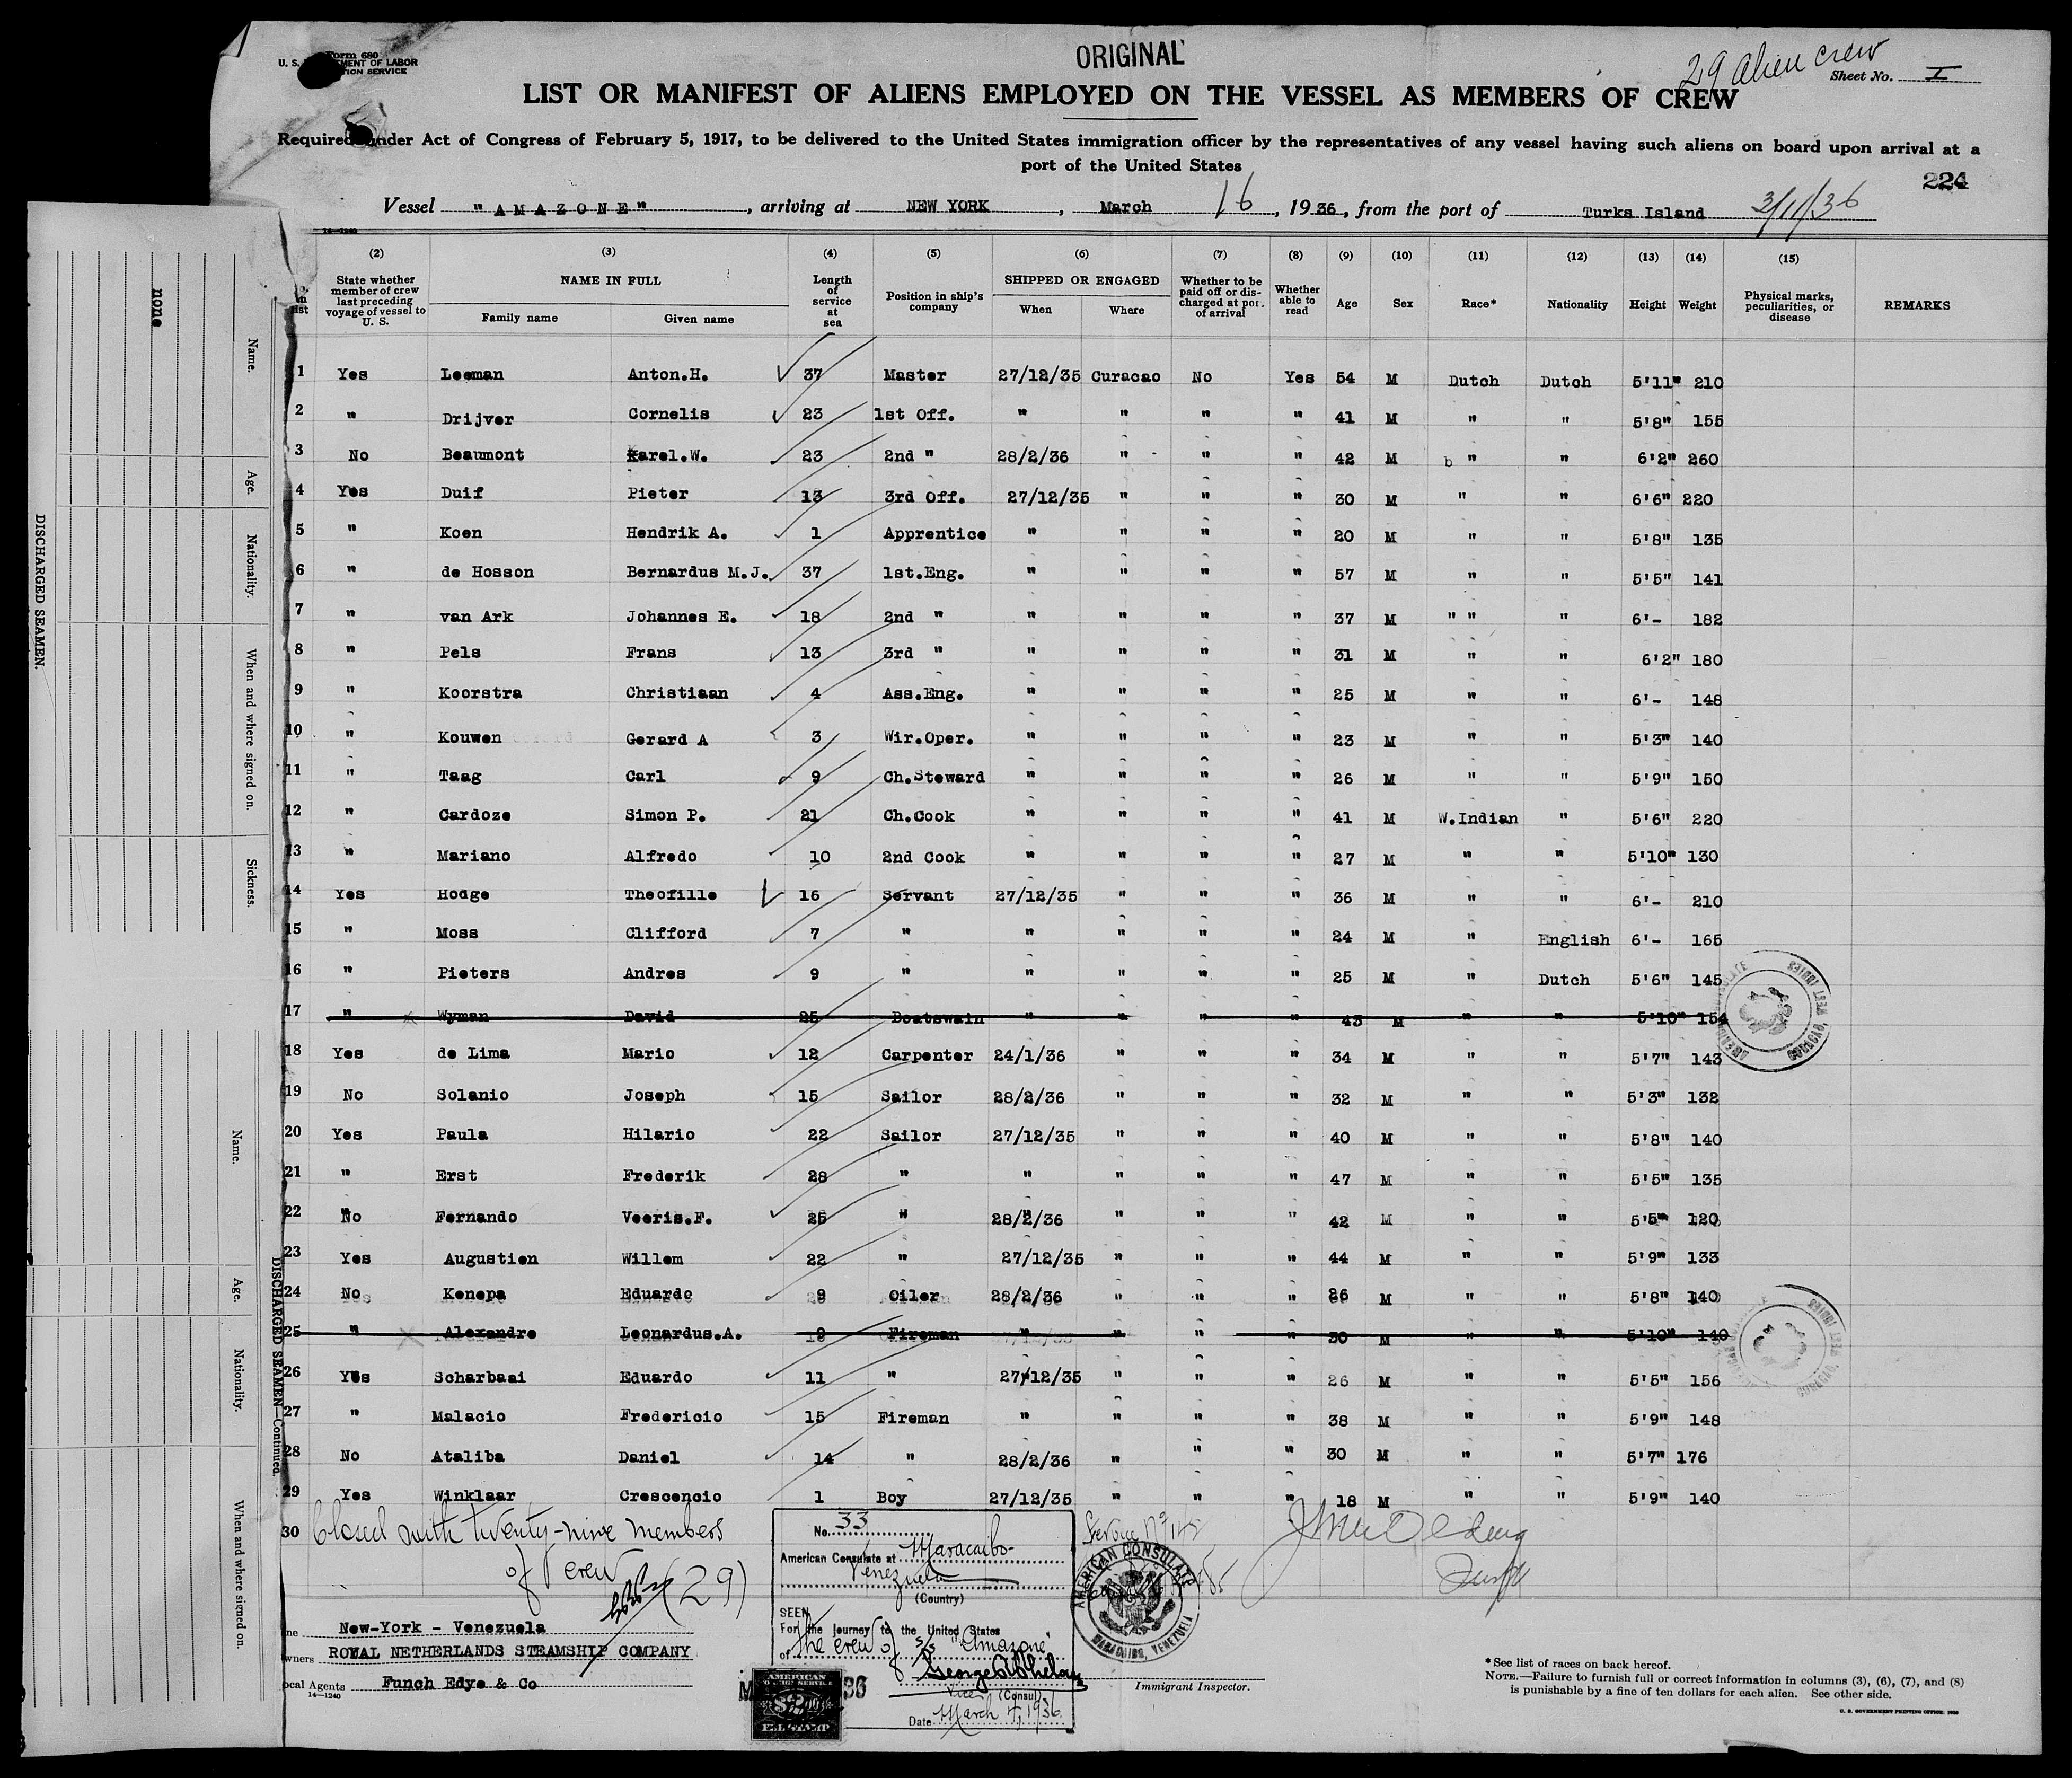 Form 680
ORIGINAL
29 alien crew
Sheet No. I
LIST OR MANIFEST OF ALIENS EMPLOYED ON THE VESSEL AS MEMBERS OF CREW
Required under Act of Congress of February 5, 1917, to be delivered to the United States immigration officer by the representatives of any vessel having such aliens on board upon arrival at a
port of the United States
224
Vessel "AMAZONE", arriving at NEW YORK, March 16, 1936, from the port of Turks Island 3/11/36
14—1240
(2) (3) (4) (5) (6) (7) (8) (9) (10) (11) (12) (13) (14) (15)
State whether member of crew last preceding voyage of vessel to U. S. | NAME IN FULL | Family name | Given name | Length of service at sea | Position in ship's company | SHIPPED OR ENGAGED | When | Where | Whether to be paid off or discharged at port of arrival | Whether able to read | Age | Sex | Race* | Nationality | Height | Weight | Physical marks, peculiarities, or disease | REMARKS
1 Yes Leeman Anton.H. 37 Master 27/12/35 Curacao No Yes 54 M Dutch Dutch 5'11" 210
2 " Drijver Cornelis 23 1st Off. " " " " 41 M " " 5'8" 155
3 No Beaumont Karel.W. 23 2nd " 28/2/36 " " " 42 M b " " 6'2" 260
4 Yes Duif Pieter 13 3rd Off. 27/12/35 " " " 30 M " " 6'6" 220
5 " Koen Hendrik A. 1 Apprentice " " " " 20 M " " 5'8" 135
6 " de Hosson Bernardus M.J. 37 1st.Eng. " " " " 57 M " " 5'5" 141
7 " van Ark Johannes E. 18 2nd " " " " " 37 M " " " 6'- 182
8 " Pels Frans 13 3rd " " " " " 31 M " " 6'2" 180
9 " Koorstra Christiaan 4 Ass.Eng. " " " " 25 M " " 6'- 148
10 " Kouwen Gerard A 3 Wir.Oper. " " " " 23 M " " 5'3" 140
11 " Taag Carl 9 Ch.Steward " " " " 26 M " " 5'9" 150
12 " Cardoze Simon P. 21 Ch.Cook " " " " 41 M W.Indian " 5'6" 220
13 " Mariano Alfredo 10 2nd Cook " " " " 27 M " " 5'10" 130
14 Yes Hodge Theofille 16 Servant 27/12/35 " " " 36 M " " 6'- 210
15 " Moss Clifford 7 " " " " " 24 M " English 6'- 165
16 " Pieters Andres 9 " " " " " 25 M " Dutch 5'6" 145
17 " Wyman David 25 Boatswain " " " " 43 M " " 5'10" 154
18 Yes de Lima Mario 12 Carpenter 24/1/36 " " " 34 M " " 5'7" 143
19 No Solanio Joseph 15 Sailor 28/2/36 " " " 32 M " " 5'3" 132
20 Yes Paula Hilario 22 Sailor 27/12/35 " " " 40 M " " 5'8" 140
21 " Erst Frederik 28 " " " " " 47 M " " 5'5" 135
22 No Fernando Veeris.F. 25 " 28/2/36 " " " 42 M " " 5'5" 120
23 Yes Augustien Willem 22 " 27/12/35 " " " 44 M " " 5'9" 133
24 No Kenepa Eduardo 9 Oiler 28/2/36 " " " 26 M " " 5'8" 140
25 " Alexandre Leonardus.A. 9 Fireman " " " " 30 M " " 5'10" 140
26 Yes Scharbaai Eduardo 11 " 27/12/35 " " " 26 M " " 5'5" 156
27 " Malacio Fredericio 15 Fireman " " " " 38 M " " 5'9" 148
28 No Ataliba Daniel 14 " 28/2/36 " " " 30 M " " 5'7" 176
29 Yes Winklaar Crescencio 1 Boy 27/12/35 " " " 18 M " " 5'9" 140
30 Closed with twenty-nine members
of crew (29)
No. 33
American Consulate at Maracaibo
Venezuela
(Country)
SEEN
For the journey to the United States
of the crew of s/s "Amazone"
George A Phelan
Vice (Consul)
Date March 4, 1936
AMERICAN CONSULATE
MARACAIBO, VENEZUELA
AMERICAN
FEE STAMP
New-York - Venezuela
Owners ROYAL NETHERLANDS STEAMSHIP COMPANY
Local Agents Funch Edye & Co
14—1240
Immigrant Inspector.
*See list of races on back hereof.
NOTE.—Failure to furnish full or correct information in columns (3), (6), (7), and (8)
is punishable by a fine of ten dollars for each alien. See other side.
U. S. GOVERNMENT PRINTING OFFICE: 1930
DISCHARGED SEAMEN.
none
Name.
Age.
Nationality.
When and where signed on.
Sickness.
DISCHARGED SEAMEN—Continued.
Name.
Age.
Nationality.
When and where signed on.